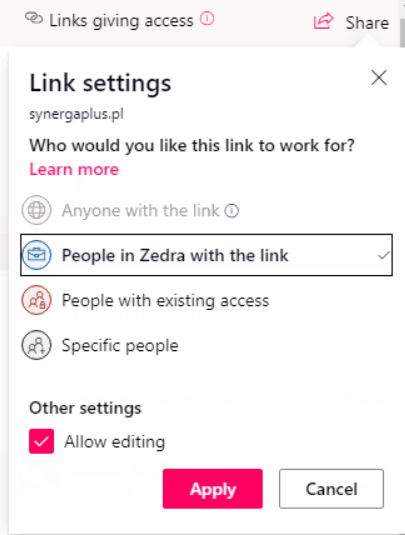 Links giving access
Share
Link settings
synergaplus.pl
Who would you like this link to work for?
Learn more
Anyone with the link
People in Zedra with the link
People with existing access
Specific people
Other settings
Allow editing
Apply
Cancel